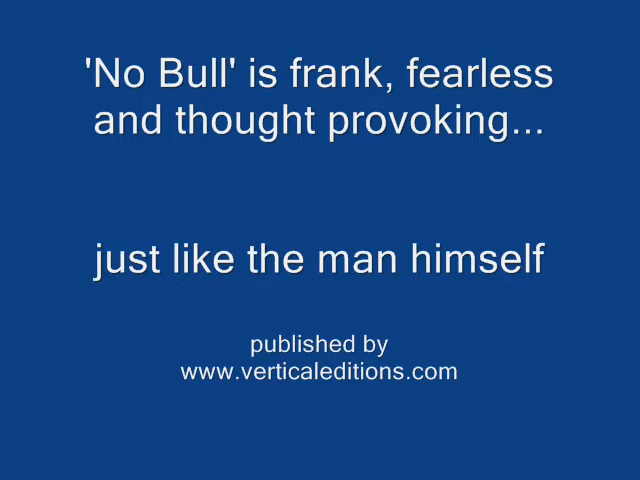 'No Bull' is frank, fearless
and thought provoking...
just like the man himself
published by
www.verticaleditions.com